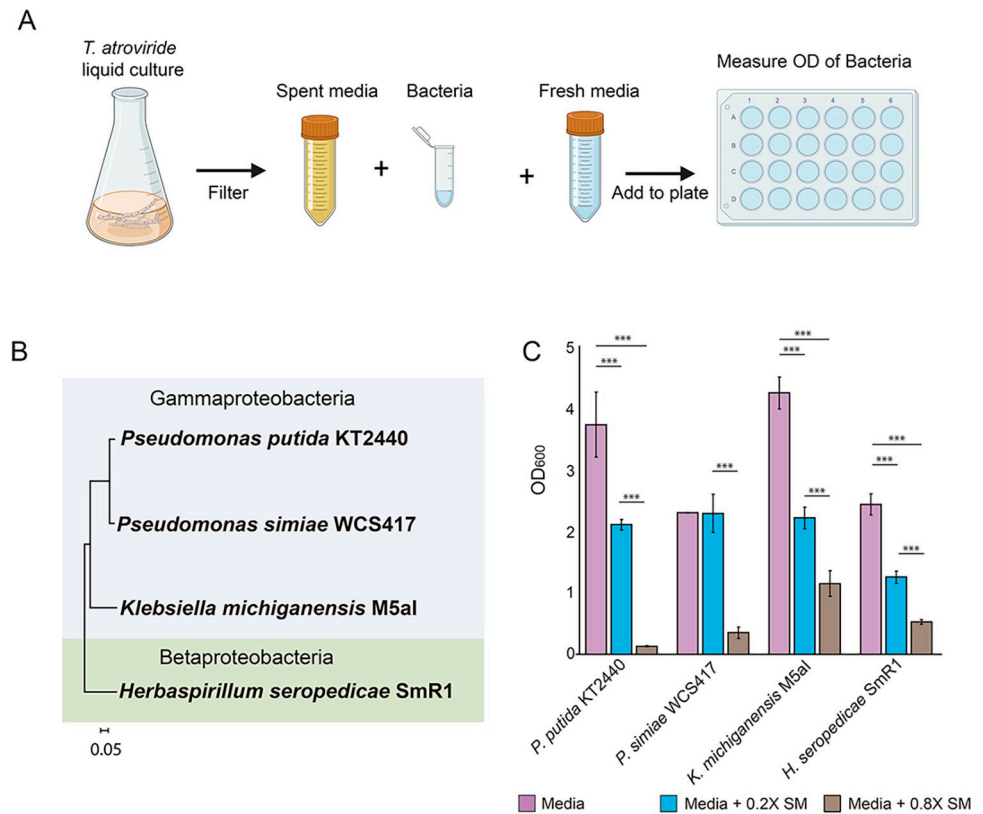 A
T. atroviride
liquid culture
Filter
Spent media
+
Bacteria
+
Fresh media
Add to plate
Measure OD of Bacteria
1 2 3 4 5 6
A
B
C
D
B
Gammaproteobacteria
Pseudomonas putida KT2440
Pseudomonas simiae WCS417
Klebsiella michiganensis M5al
Betaproteobacteria
Herbaspirillum seropedicae SmR1
0.05
C
OD600
5
4
3
2
1
0
***
***
***
***
***
***
***
***
***
***
P. putida KT2440
P. simiae WCS417
K. michiganensis M5al
H. seropedicae SmR1
Media
Media + 0.2X SM
Media + 0.8X SM